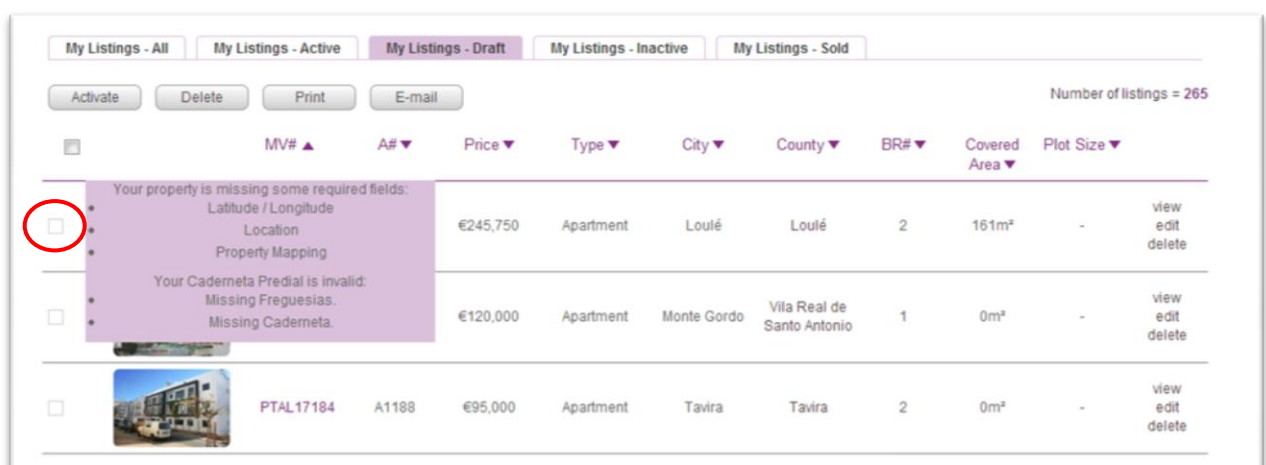 My Listings - All My Listings - Active My Listings - Draft My Listings - Inactive My Listings - Sold
Activate Delete Print E-mail Number of listings = 265
MV# ▲ A# ▼ Price ▼ Type ▼ City ▼ County ▼ BR# ▼ Covered Area ▼ Plot Size ▼
Your property is missing some required fields:
• Latitude / Longitude
• Location
• Property Mapping
Your Caderneta Predial is invalid:
• Missing Freguesias.
• Missing Caderneta.
€245,750 Apartment Loulé Loulé 2 161m² - view edit delete
€120,000 Apartment Monte Gordo Vila Real de Santo Antonio 1 0m² - view edit delete
PTAL17184 A1188 €95,000 Apartment Tavira Tavira 2 0m² - view edit delete